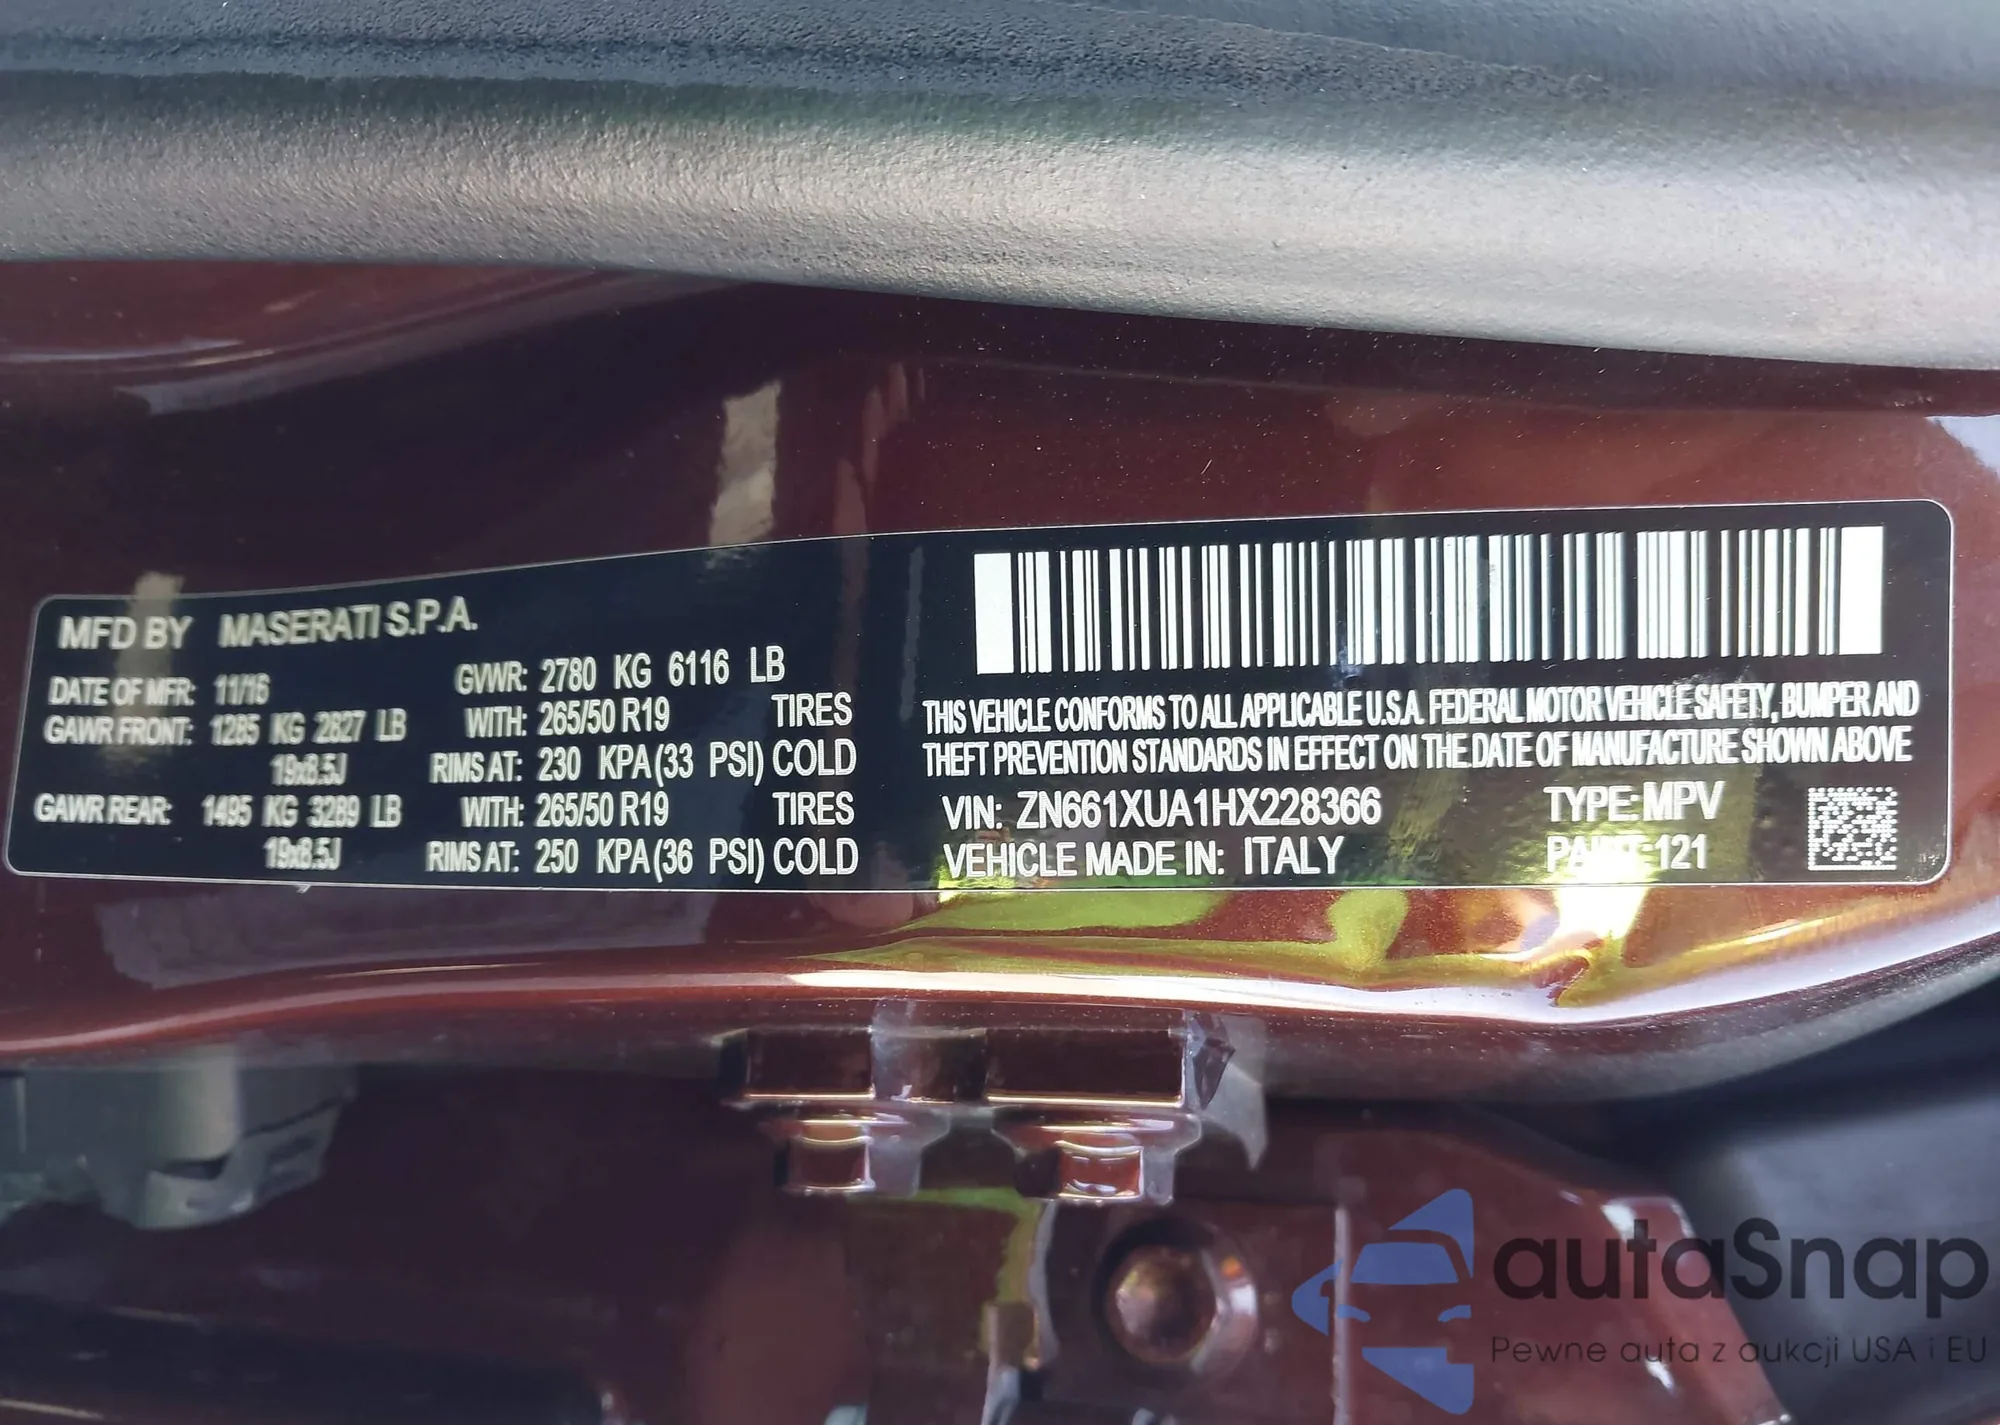 MFD BY MASERATI S.P.A.
DATE OF MFR: 11/16 GVWR: 2780 KG 6116 LB
GAWR FRONT: 1285 KG 2827 LB WITH: 265/50 R19 TIRES
19x8.5J RIMS AT: 230 KPA(33 PSI) COLD
GAWR REAR: 1495 KG 3289 LB WITH: 265/50 R19 TIRES
19x8.5J RIMS AT: 250 KPA(36 PSI) COLD
THIS VEHICLE CONFORMS TO ALL APPLICABLE U.S.A. FEDERAL MOTOR VEHICLE SAFETY, BUMPER AND
THEFT PREVENTION STANDARDS IN EFFECT ON THE DATE OF MANUFACTURE SHOWN ABOVE
VIN: ZN661XUA1HX228366 TYPE: MPV
VEHICLE MADE IN: ITALY PAINT: 121
autaSnap
Pewne auta z aukcji USA i EU